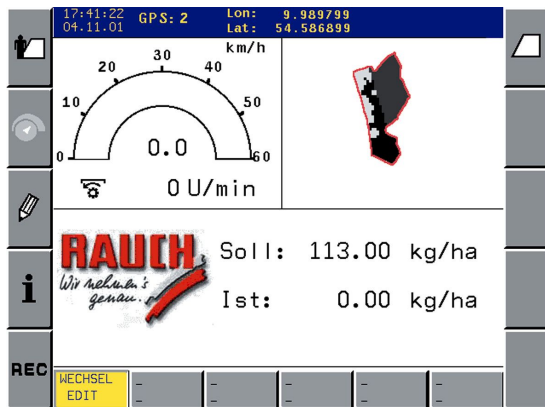 17:41:22 GPS: 2 Lon: 9.989799
04.11.01 Lat: 54.586899
km/h
0 10 20 30 40 50 60
0.0
0 U/min
RAUCH
Wir nehmen's
genau.
Soll: 113.00 kg/ha
Ist: 0.00 kg/ha
i
REC
WECHSEL
EDIT